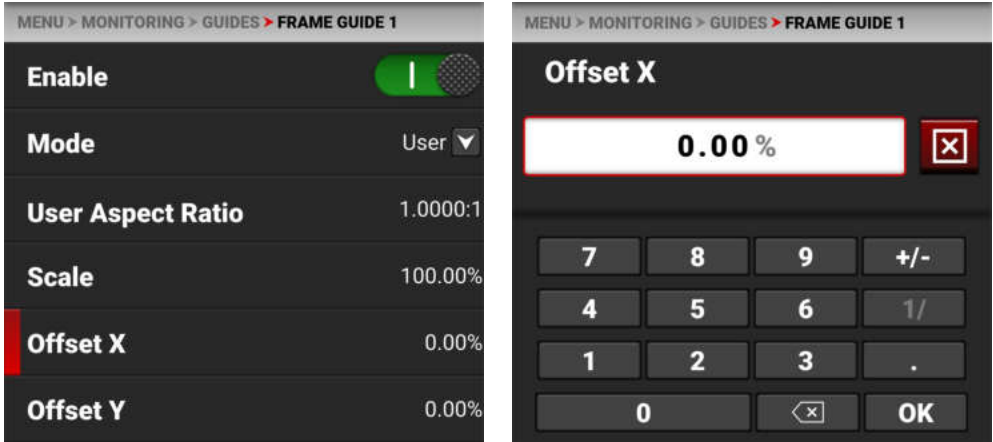 MENU > MONITORING > GUIDES > FRAME GUIDE 1
Enable
Mode User
User Aspect Ratio 1.0000:1
Scale 100.00%
Offset X 0.00%
Offset Y 0.00%
MENU > MONITORING > GUIDES > FRAME GUIDE 1
Offset X
0.00 %
7 8 9 +/-
4 5 6 1/
1 2 3 .
0 OK